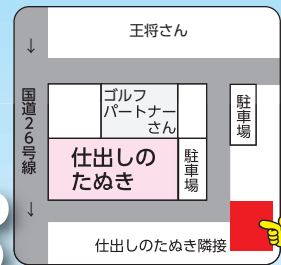 王将さん
↓
国道26号線
ゴルフ
パートナー
さん
駐車場
仕出しの
たぬき
駐車場
↓
仕出しのたぬき隣接